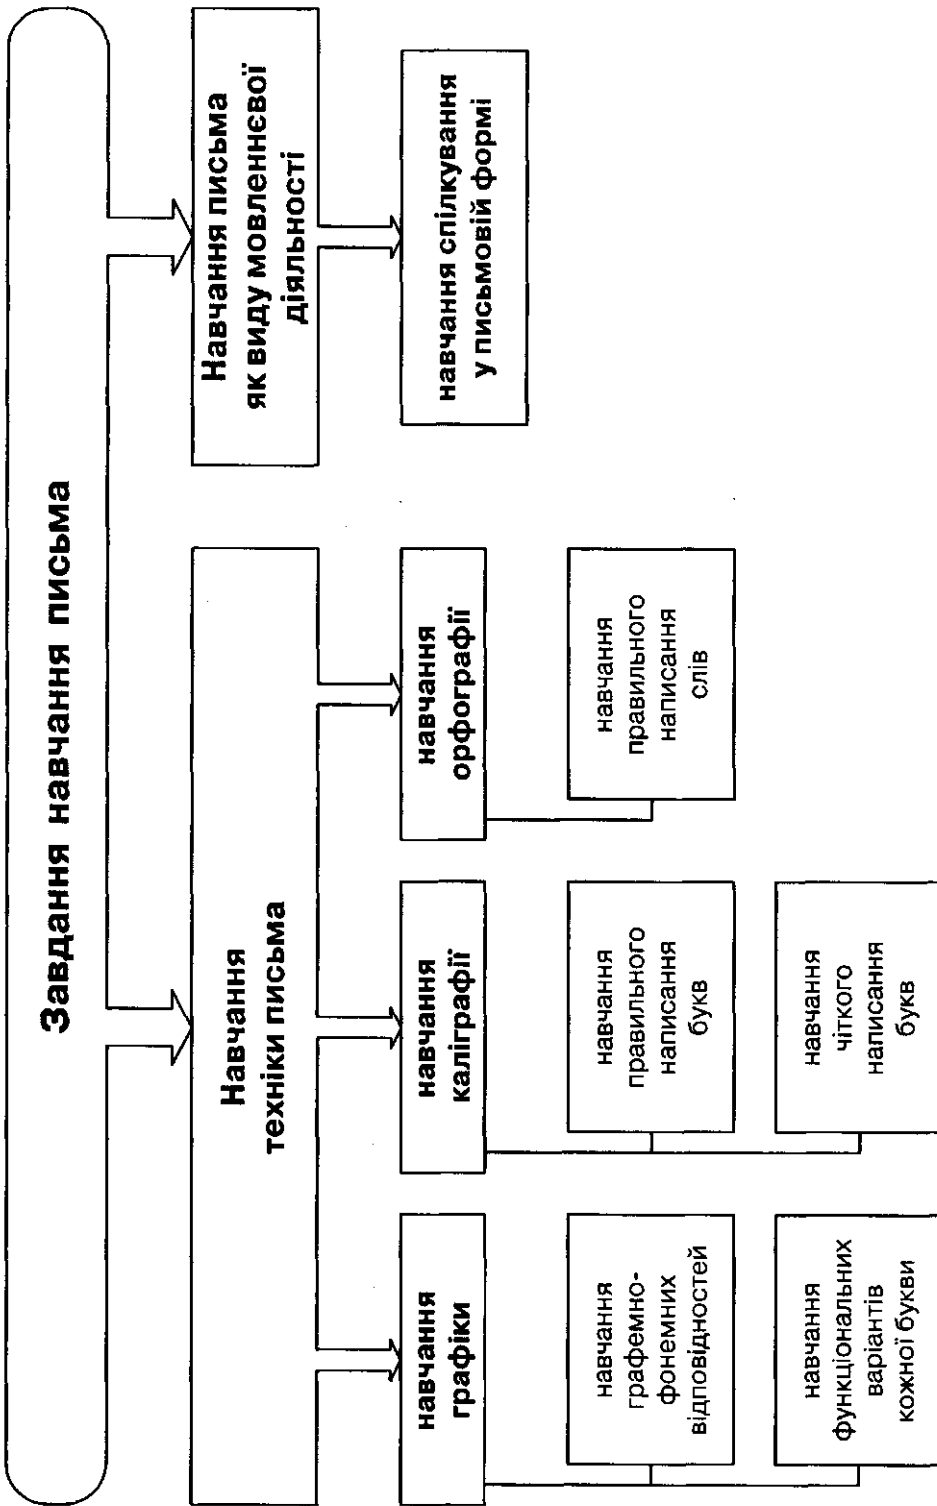 Завдання навчання письма
Навчання
техніки письма
Навчання письма
як виду мовленнєвої
діяльності
навчання
графіки
навчання
каліграфії
навчання
орфографії
навчання спілкування
у письмовій формі
навчання
графемно-
фонемних
відповідностей
навчання
правильного
написання
букв
навчання
правильного
написання
слів
навчання
функціональних
варіантів
кожної букви
навчання
чіткого
написання
букв